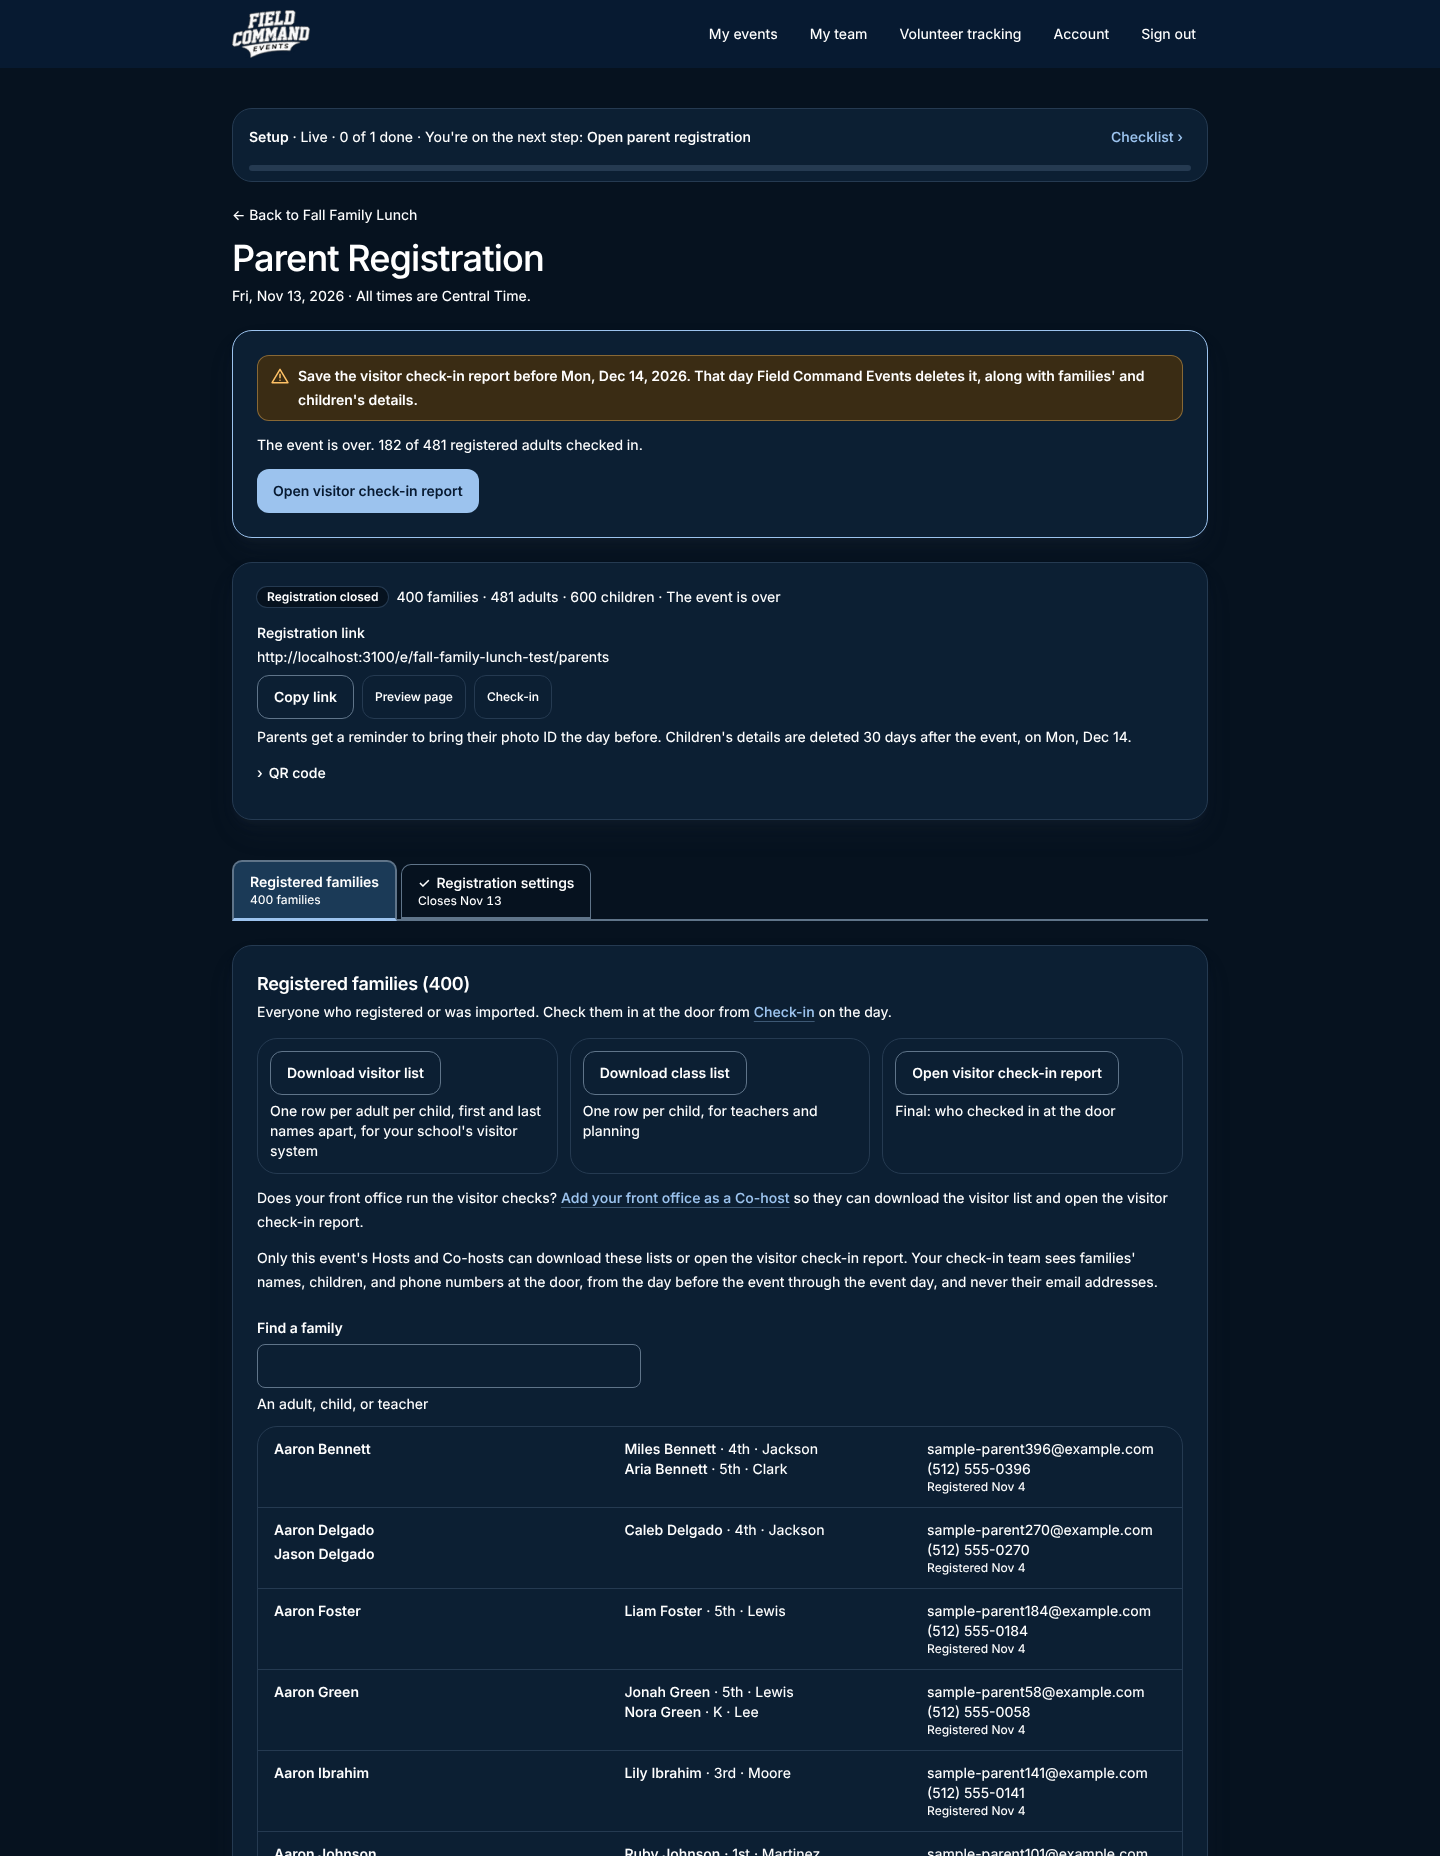 FIELD
COMMAND
EVENTS
My events
My team
Volunteer tracking
Account
Sign out
Setup · Live · 0 of 1 done · You're on the next step: Open parent registration
Checklist ›
← Back to Fall Family Lunch
Parent Registration
Fri, Nov 13, 2026 · All times are Central Time.
Save the visitor check-in report before Mon, Dec 14, 2026. That day Field Command Events deletes it, along with families' and
children's details.
The event is over. 182 of 481 registered adults checked in.
Open visitor check-in report
Registration closed 400 families · 481 adults · 600 children · The event is over
Registration link
http://localhost:3100/e/fall-family-lunch-test/parents
Copy link
Preview page
Check-in
Parents get a reminder to bring their photo ID the day before. Children's details are deleted 30 days after the event, on Mon, Dec 14.
› QR code
Registered families
400 families
✓ Registration settings
Closes Nov 13
Registered families (400)
Everyone who registered or was imported. Check them in at the door from Check-in on the day.
Download visitor list
One row per adult per child, first and last
names apart, for your school's visitor
system
Download class list
One row per child, for teachers and
planning
Open visitor check-in report
Final: who checked in at the door
Does your front office run the visitor checks? Add your front office as a Co-host so they can download the visitor list and open the visitor
check-in report.
Only this event's Hosts and Co-hosts can download these lists or open the visitor check-in report. Your check-in team sees families'
names, children, and phone numbers at the door, from the day before the event through the event day, and never their email addresses.
Find a family
An adult, child, or teacher
Aaron Bennett
Miles Bennett · 4th · Jackson
Aria Bennett · 5th · Clark
sample-parent396@example.com
(512) 555-0396
Registered Nov 4
Aaron Delgado
Jason Delgado
Caleb Delgado · 4th · Jackson
sample-parent270@example.com
(512) 555-0270
Registered Nov 4
Aaron Foster
Liam Foster · 5th · Lewis
sample-parent184@example.com
(512) 555-0184
Registered Nov 4
Aaron Green
Jonah Green · 5th · Lewis
Nora Green · K · Lee
sample-parent58@example.com
(512) 555-0058
Registered Nov 4
Aaron Ibrahim
Lily Ibrahim · 3rd · Moore
sample-parent141@example.com
(512) 555-0141
Registered Nov 4
Aaron Johnson
Ruby Johnson · 1st · Martinez
sample-parent101@example.com